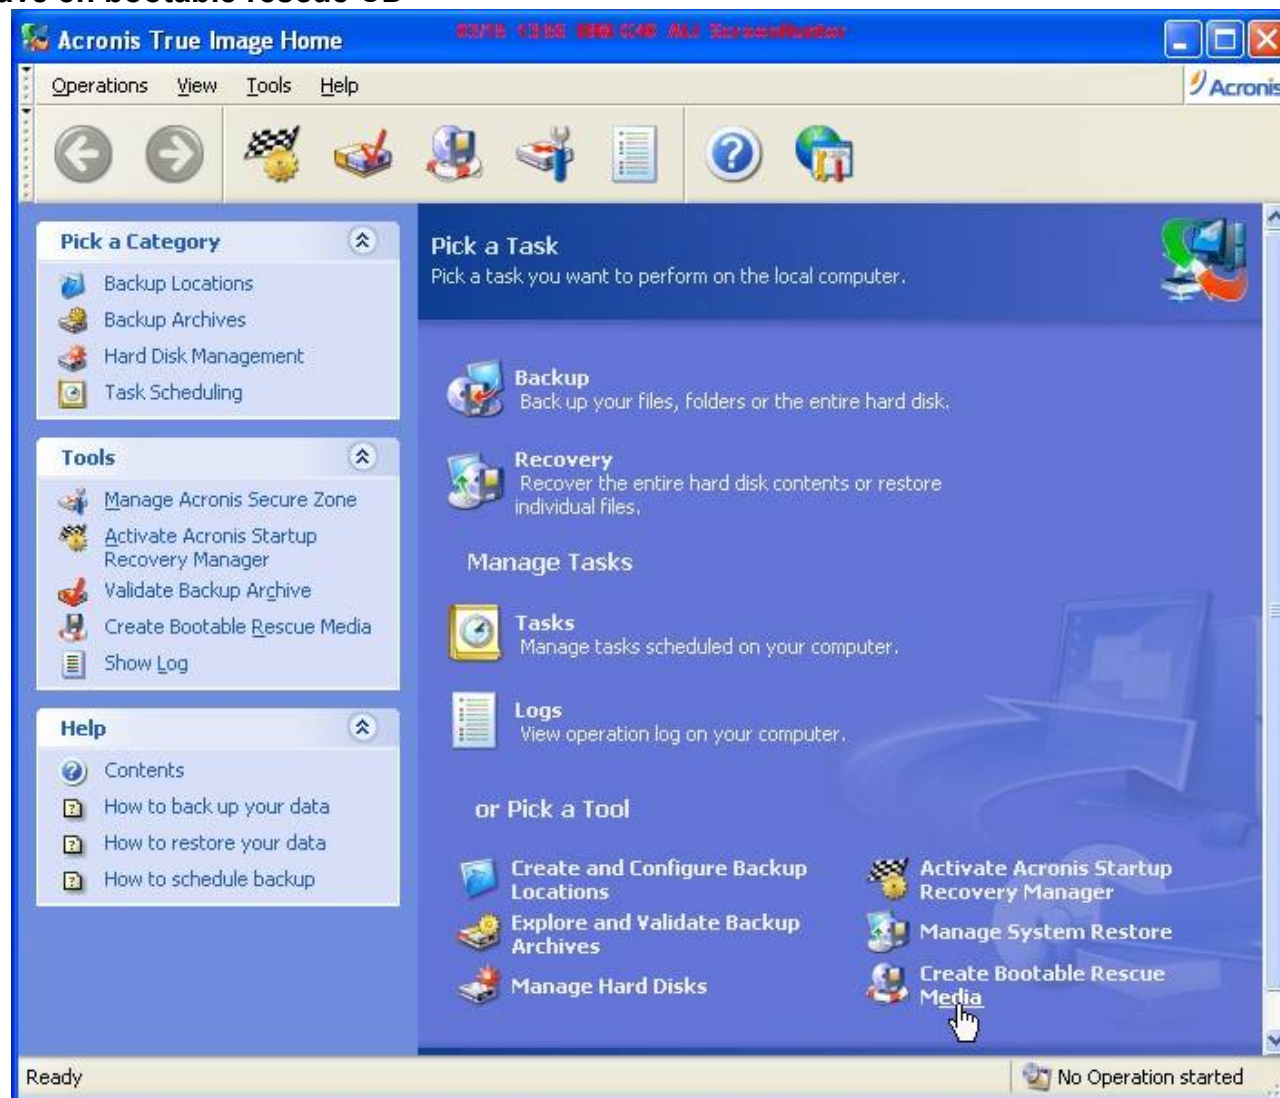 ave on bootable rescue CD
Acronis True Image Home
Operations View Tools Help
Acronis
Pick a Category
Backup Locations
Backup Archives
Hard Disk Management
Task Scheduling
Tools
Manage Acronis Secure Zone
Activate Acronis Startup
Recovery Manager
Validate Backup Archive
Create Bootable Rescue Media
Show Log
Help
Contents
How to back up your data
How to restore your data
How to schedule backup
Pick a Task
Pick a task you want to perform on the local computer.
Backup
Back up your files, folders or the entire hard disk.
Recovery
Recover the entire hard disk contents or restore
individual files.
Manage Tasks
Tasks
Manage tasks scheduled on your computer.
Logs
View operation log on your computer.
or Pick a Tool
Create and Configure Backup
Locations
Explore and Validate Backup
Archives
Manage Hard Disks
Activate Acronis Startup
Recovery Manager
Manage System Restore
Create Bootable Rescue
Media
Ready
No Operation started